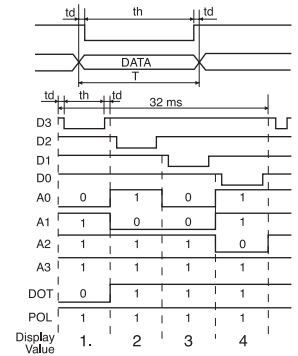 td th td
DATA
T
td th td 32 ms
D3
D2
D1
D0
A0 0 1 0 1
A1 1 0 0 1
A2 1 1 1 0
A3 1 1 1 1
DOT 0 1 1 1
POL 1 1 1 1
Display Value 1. 2 3 4